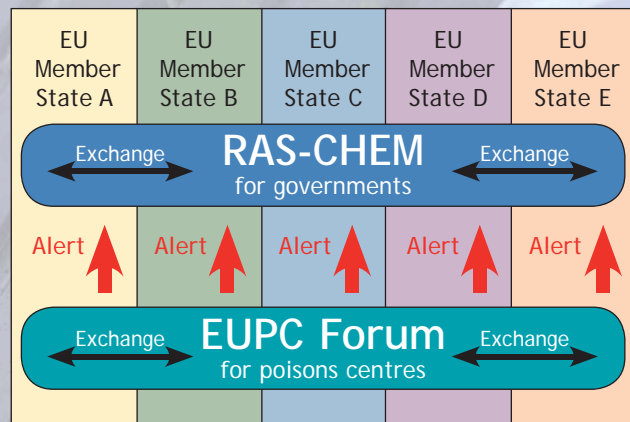 EU EU EU EU EU
Member Member Member Member Member
State A State B State C State D State E
Exchange RAS-CHEM Exchange
for governments
Alert Alert Alert Alert Alert
Exchange EUPC Forum Exchange
for poisons centres